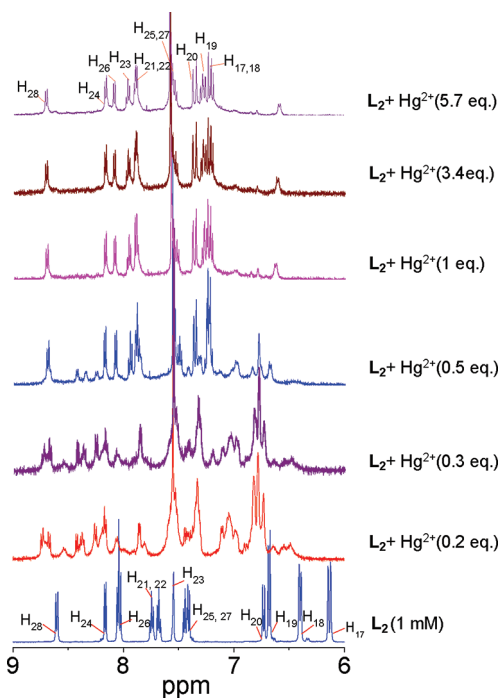 H25,27
H19
H23
H20
H26
H21,22
H17,18
H28
H24
L2+ Hg2+(5.7 eq.)
L2+ Hg2+(3.4eq.)
L2+ Hg2+(1 eq.)
L2+ Hg2+(0.5 eq.)
L2+ Hg2+(0.3 eq.)
L2+ Hg2+(0.2 eq.)
H21, 22
H23
H28
H24
H26
H25, 27
H20
H19
H18
H17
L2 (1 mM)
9
8
7
6
ppm